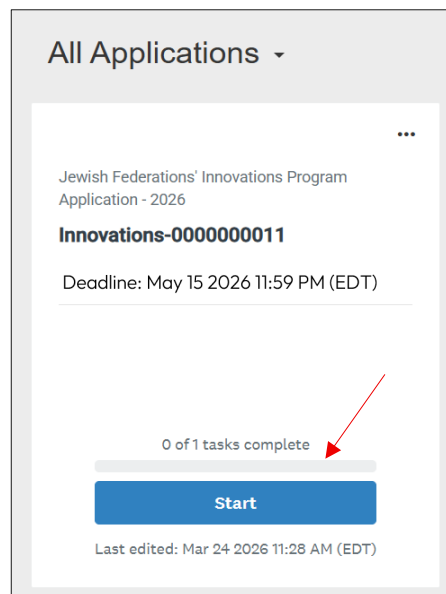 All Applications
Jewish Federations' Innovations Program
Application - 2026
Innovations-0000000011
Deadline: May 15 2026 11:59 PM (EDT)
0 of 1 tasks complete
Start
Last edited: Mar 24 2026 11:28 AM (EDT)